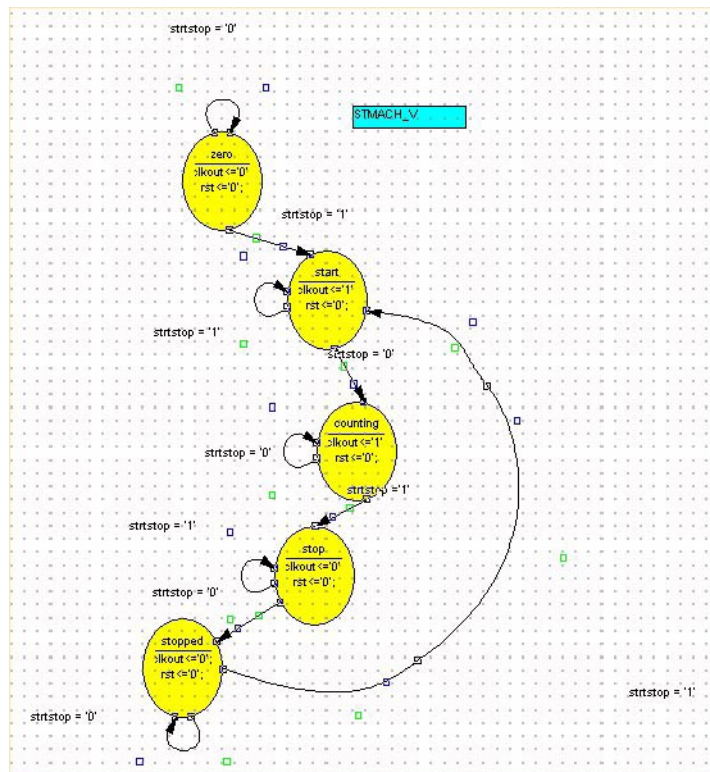 strtstop = '0'
STMACH_V
zero
clkout<='0'
rst<='0';
strtstop = '1'
start
clkout<='1'
rst<='0';
strtstop = '1'
strtstop = '0'
counting
clkout<='1'
rst<='0';
strtstop = '0'
strtstop = '1'
strtstop = '1'
stop
clkout<='0'
rst<='0';
strtstop = '0'
stopped
clkout<='0';
rst<='0';
strtstop = '1'
strtstop = '0'